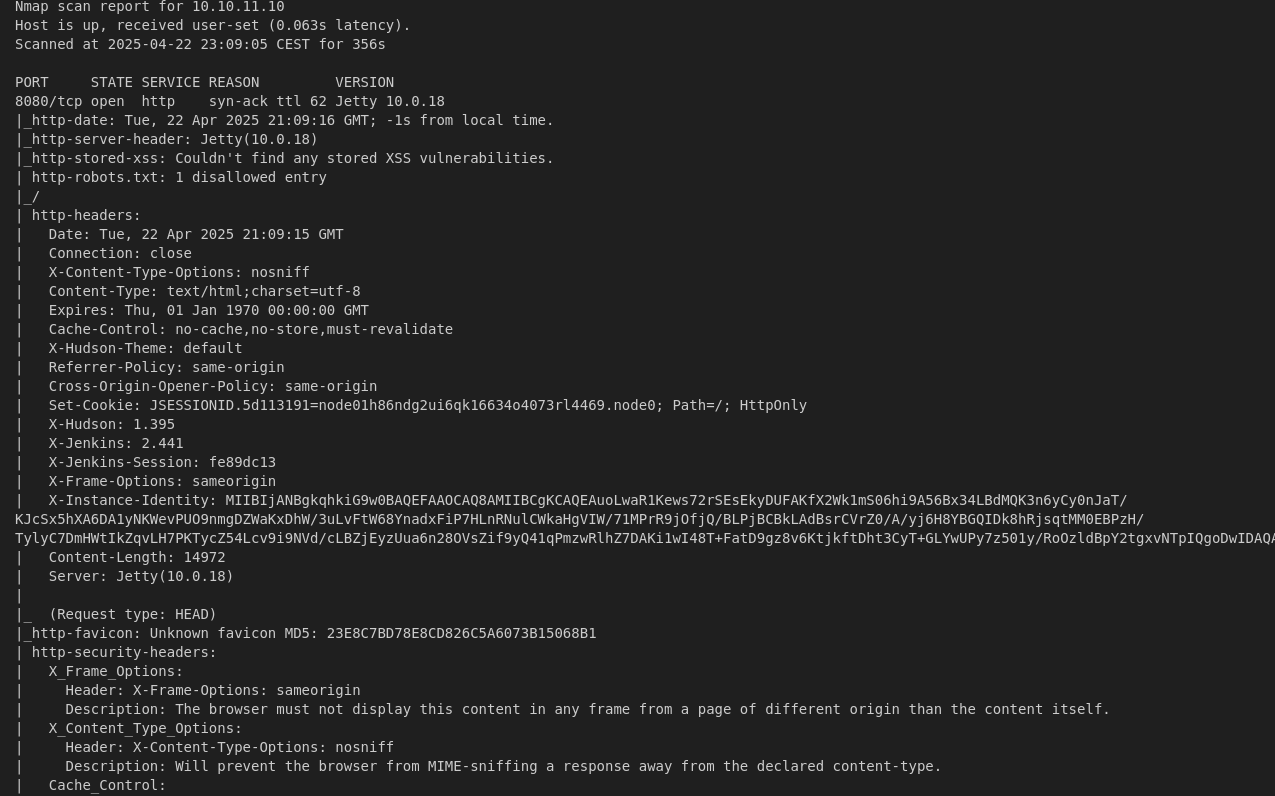 Nmap scan report for 10.10.11.10
Host is up, received user-set (0.063s latency).
Scanned at 2025-04-22 23:09:05 CEST for 356s
PORT     STATE SERVICE REASON         VERSION
8080/tcp open  http    syn-ack ttl 62 Jetty 10.0.18
|_http-date: Tue, 22 Apr 2025 21:09:16 GMT; -1s from local time.
|_http-server-header: Jetty(10.0.18)
|_http-stored-xss: Couldn't find any stored XSS vulnerabilities.
| http-robots.txt: 1 disallowed entry
|_/
| http-headers:
|   Date: Tue, 22 Apr 2025 21:09:15 GMT
|   Connection: close
|   X-Content-Type-Options: nosniff
|   Content-Type: text/html;charset=utf-8
|   Expires: Thu, 01 Jan 1970 00:00:00 GMT
|   Cache-Control: no-cache,no-store,must-revalidate
|   X-Hudson-Theme: default
|   Referrer-Policy: same-origin
|   Cross-Origin-Opener-Policy: same-origin
|   Set-Cookie: JSESSIONID.5d113191=node01h86ndg2ui6qk16634o4073rl4469.node0; Path=/; HttpOnly
|   X-Hudson: 1.395
|   X-Jenkins: 2.441
|   X-Jenkins-Session: fe89dc13
|   X-Frame-Options: sameorigin
|   X-Instance-Identity: MIIBIjANBgkqhkiG9w0BAQEFAAOCAQ8AMIIBCgKCAQEAuoLwaR1Kews72rSEsEkyDUFAKfX2Wk1mS06hi9A56Bx34LBdMQK3n6yCy0nJaT/
KJcSx5hXA6DA1yNKWevPUO9nmgDZWaKxDhW/3uLvFtW68YnadxFiP7HLnRNulCWkaHgVIW/71MPrR9jOfjQ/BLPjBCBkLAdBsrCVrZ0/A/yj6H8YBGQIDk8hRjsqtMM0EBPzH/
TylyC7DmHWtIkZqvLH7PKTycZ54Lcv9i9NVd/cLBZjEyzUua6n28OVsZif9yQ41qPmzwRlhZ7DAKi1wI48T+FatD9gz8v6KtjkftDht3CyT+GLYwUPy7z501y/RoOzldBpY2tgxvNTpIQgoDwIDAQA
|   Content-Length: 14972
|   Server: Jetty(10.0.18)
|
|_  (Request type: HEAD)
|_http-favicon: Unknown favicon MD5: 23E8C7BD78E8CD826C5A6073B15068B1
| http-security-headers:
|   X_Frame_Options:
|     Header: X-Frame-Options: sameorigin
|     Description: The browser must not display this content in any frame from a page of different origin than the content itself.
|   X_Content_Type_Options:
|     Header: X-Content-Type-Options: nosniff
|     Description: Will prevent the browser from MIME-sniffing a response away from the declared content-type.
|   Cache_Control: